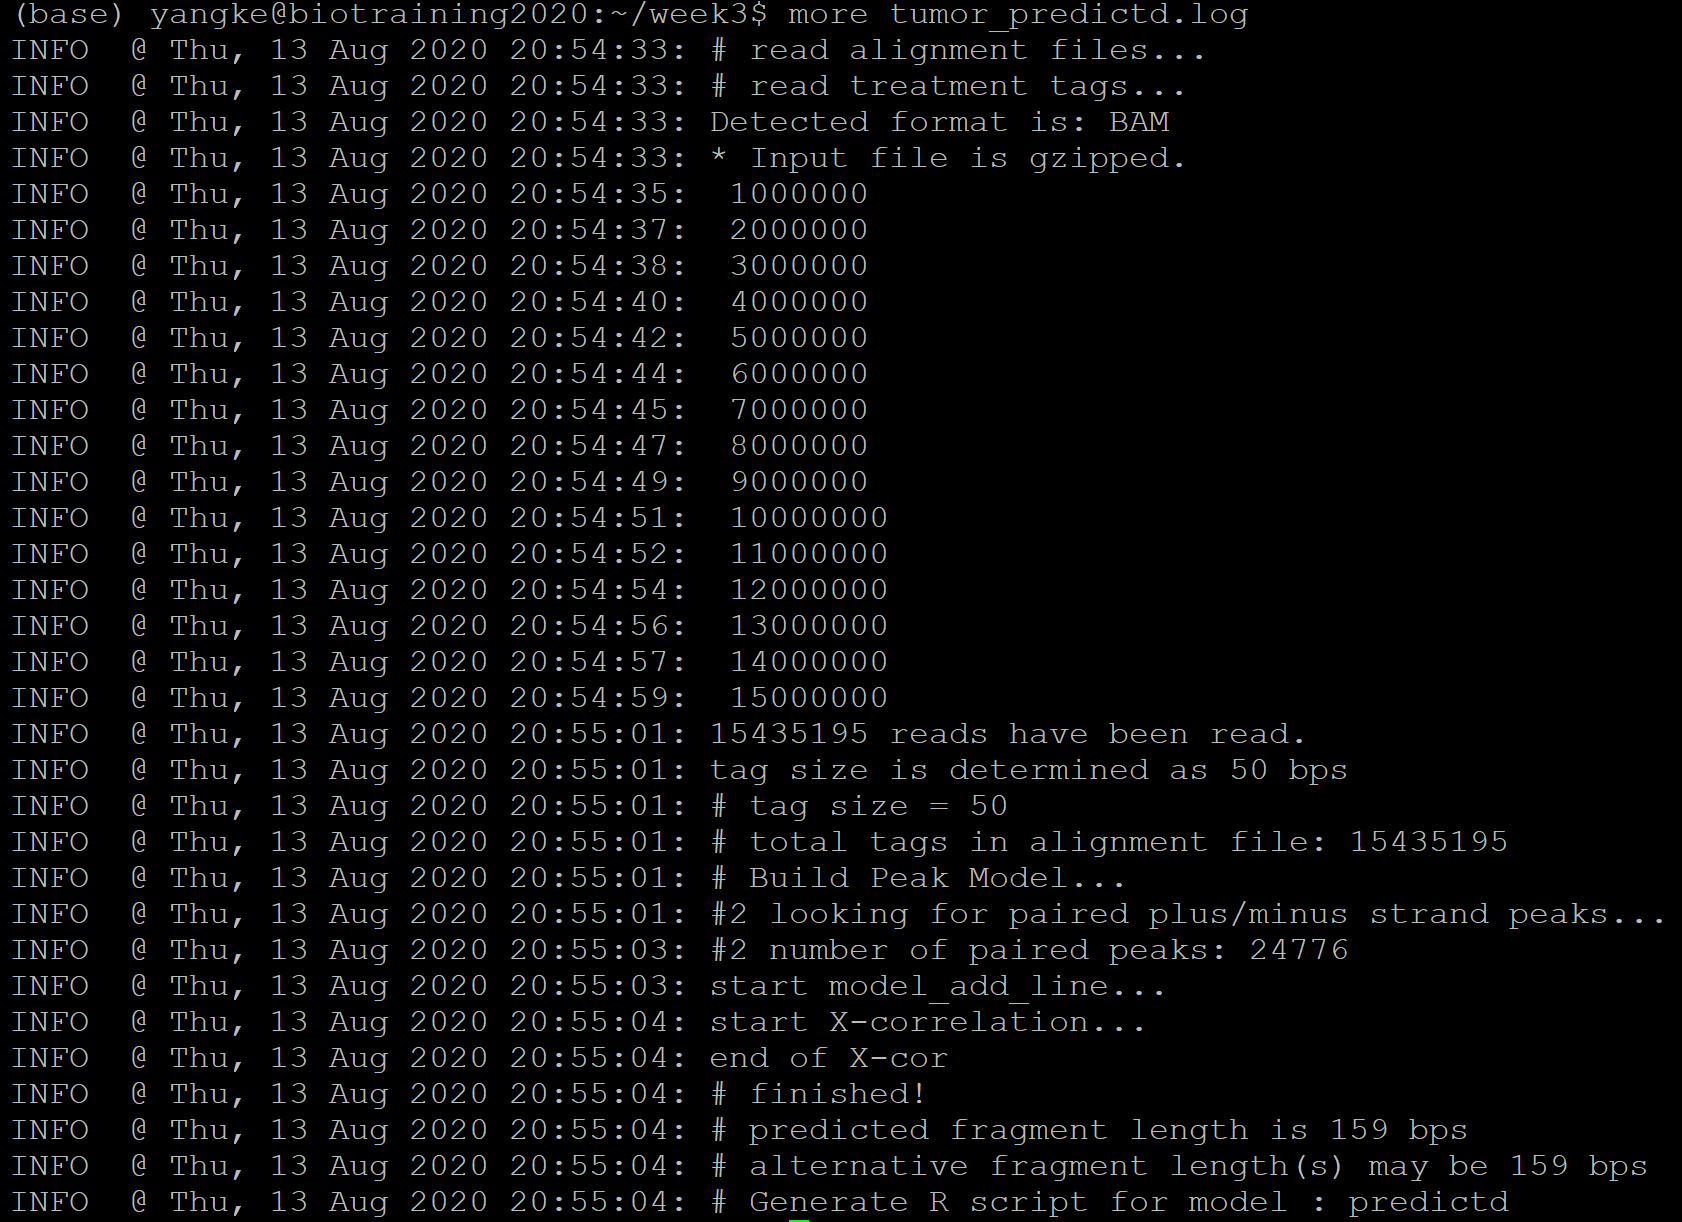 (base) yangke@biotraining2020:~/week3$ more tumor_predictd.log
INFO  @ Thu, 13 Aug 2020 20:54:33: # read alignment files...
INFO  @ Thu, 13 Aug 2020 20:54:33: # read treatment tags...
INFO  @ Thu, 13 Aug 2020 20:54:33: Detected format is: BAM
INFO  @ Thu, 13 Aug 2020 20:54:33: * Input file is gzipped.
INFO  @ Thu, 13 Aug 2020 20:54:35:  1000000
INFO  @ Thu, 13 Aug 2020 20:54:37:  2000000
INFO  @ Thu, 13 Aug 2020 20:54:38:  3000000
INFO  @ Thu, 13 Aug 2020 20:54:40:  4000000
INFO  @ Thu, 13 Aug 2020 20:54:42:  5000000
INFO  @ Thu, 13 Aug 2020 20:54:44:  6000000
INFO  @ Thu, 13 Aug 2020 20:54:45:  7000000
INFO  @ Thu, 13 Aug 2020 20:54:47:  8000000
INFO  @ Thu, 13 Aug 2020 20:54:49:  9000000
INFO  @ Thu, 13 Aug 2020 20:54:51:  10000000
INFO  @ Thu, 13 Aug 2020 20:54:52:  11000000
INFO  @ Thu, 13 Aug 2020 20:54:54:  12000000
INFO  @ Thu, 13 Aug 2020 20:54:56:  13000000
INFO  @ Thu, 13 Aug 2020 20:54:57:  14000000
INFO  @ Thu, 13 Aug 2020 20:54:59:  15000000
INFO  @ Thu, 13 Aug 2020 20:55:01: 15435195 reads have been read.
INFO  @ Thu, 13 Aug 2020 20:55:01: tag size is determined as 50 bps
INFO  @ Thu, 13 Aug 2020 20:55:01: # tag size = 50
INFO  @ Thu, 13 Aug 2020 20:55:01: # total tags in alignment file: 15435195
INFO  @ Thu, 13 Aug 2020 20:55:01: # Build Peak Model...
INFO  @ Thu, 13 Aug 2020 20:55:01: #2 looking for paired plus/minus strand peaks...
INFO  @ Thu, 13 Aug 2020 20:55:03: #2 number of paired peaks: 24776
INFO  @ Thu, 13 Aug 2020 20:55:03: start model_add_line...
INFO  @ Thu, 13 Aug 2020 20:55:04: start X-correlation...
INFO  @ Thu, 13 Aug 2020 20:55:04: end of X-cor
INFO  @ Thu, 13 Aug 2020 20:55:04: # finished!
INFO  @ Thu, 13 Aug 2020 20:55:04: # predicted fragment length is 159 bps
INFO  @ Thu, 13 Aug 2020 20:55:04: # alternative fragment length(s) may be 159 bps
INFO  @ Thu, 13 Aug 2020 20:55:04: # Generate R script for model : predictd